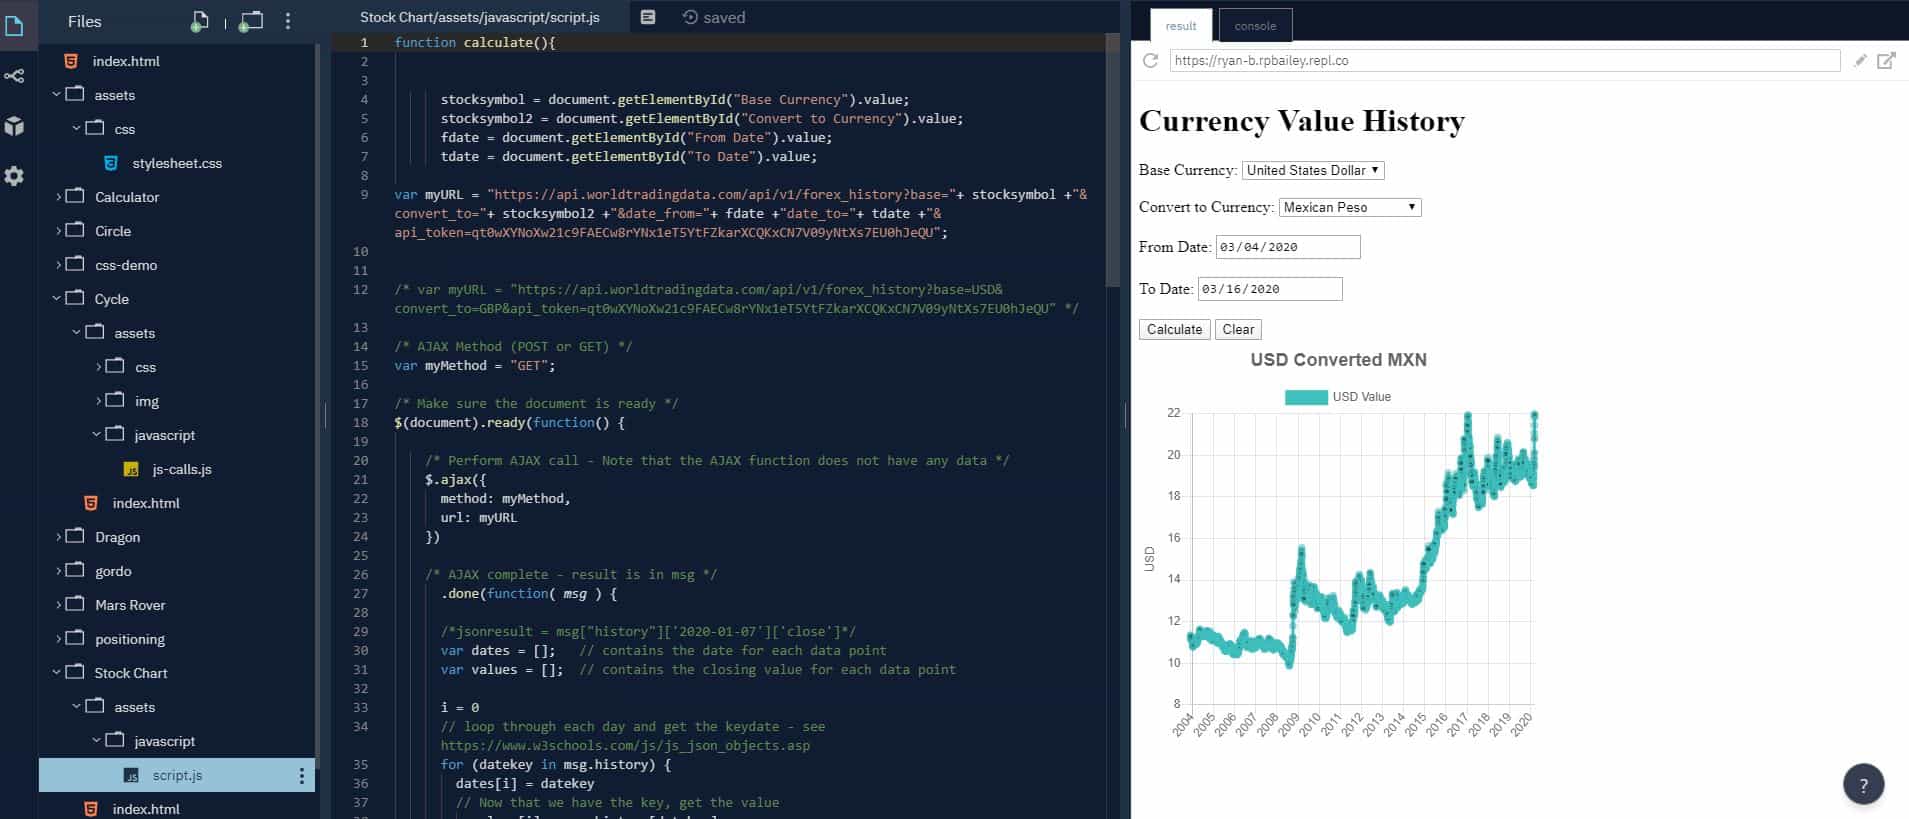 Files
index.html
assets
css
stylesheet.css
Calculator
Circle
css-demo
Cycle
assets
css
img
javascript
js-calls.js
index.html
Dragon
gordo
Mars Rover
positioning
Stock Chart
assets
javascript
script.js
index.html
Stock Chart/assets/javascript/script.js
saved
1 function calculate(){
2
3
4 stocksymbol = document.getElementById("Base Currency").value;
5 stocksymbol2 = document.getElementById("Convert to Currency").value;
6 fdate = document.getElementById("From Date").value;
7 tdate = document.getElementById("To Date").value;
8
9 var myURL = "https://api.worldtradingdata.com/api/v1/forex_history?base="+ stocksymbol +"&
convert_to="+ stocksymbol2 +"&date_from="+ fdate +"date_to="+ tdate +"&
api_token=qt0wXYNoXw21c9FAECw8rYNx1eT5YtFZkarXCQKxCN7V09yNtXs7EU0hJeQU";
10
11
12 /* var myURL = "https://api.worldtradingdata.com/api/v1/forex_history?base=USD&
convert_to=GBP&api_token=qt0wXYNoXw21c9FAECw8rYNx1eT5YtFZkarXCQKxCN7V09yNtXs7EU0hJeQU" */
13
14 /* AJAX Method (POST or GET) */
15 var myMethod = "GET";
16
17 /* Make sure the document is ready */
18 $(document).ready(function() {
19
20 /* Perform AJAX call - Note that the AJAX function does not have any data */
21 $.ajax({
22 method: myMethod,
23 url: myURL
24 })
25
26 /* AJAX complete - result is in msg */
27 .done(function( msg ) {
28
29 /*jsonresult = msg["history"]['2020-01-07']['close']*/
30 var dates = []; // contains the date for each data point
31 var values = []; // contains the closing value for each data point
32
33 i = 0
34 // loop through each day and get the keydate - see
https://www.w3schools.com/js/js_json_objects.asp
35 for (datekey in msg.history) {
36 dates[i] = datekey
37 // Now that we have the key, get the value
result
console
https://ryan-b.rpbailey.repl.co
Currency Value History
Base Currency: United States Dollar
Convert to Currency: Mexican Peso
From Date: 03/04/2020
To Date: 03/16/2020
Calculate Clear
USD Converted MXN
USD Value
22
20
18
16
14
12
10
8
USD
2004 2005 2006 2007 2008 2009 2010 2011 2012 2013 2014 2015 2016 2017 2018 2019 2020
?